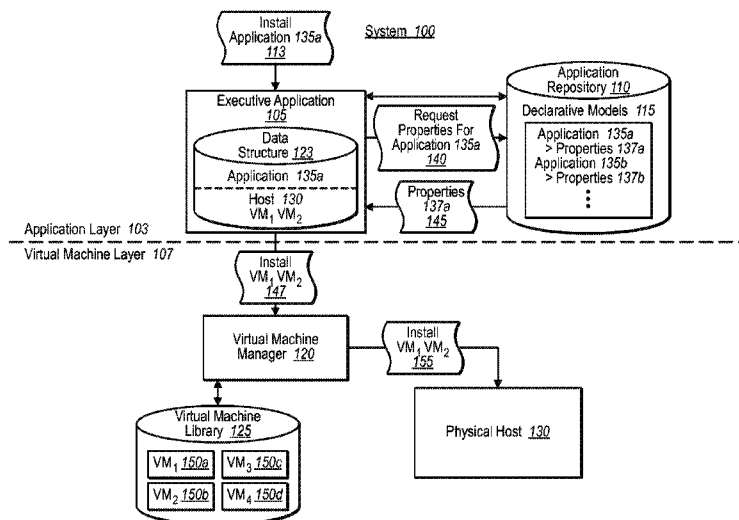 Install
Application 135a
113
System 100
Executive Application
105
Data
Structure 123
Application 135a
Host 130
VM1 VM2
Request
Properties For
Application 135a
140
Properties
137a
145
Application
Repository 110
Declarative Models 115
Application 135a
> Properties 137a
Application 135b
> Properties 137b
Application Layer 103
Virtual Machine Layer 107
Install
VM1 VM2
147
Virtual Machine
Manager 120
Install
VM1 VM2
155
Physical Host 130
Virtual Machine
Library 125
VM1 150a
VM3 150c
VM2 150b
VM4 150d